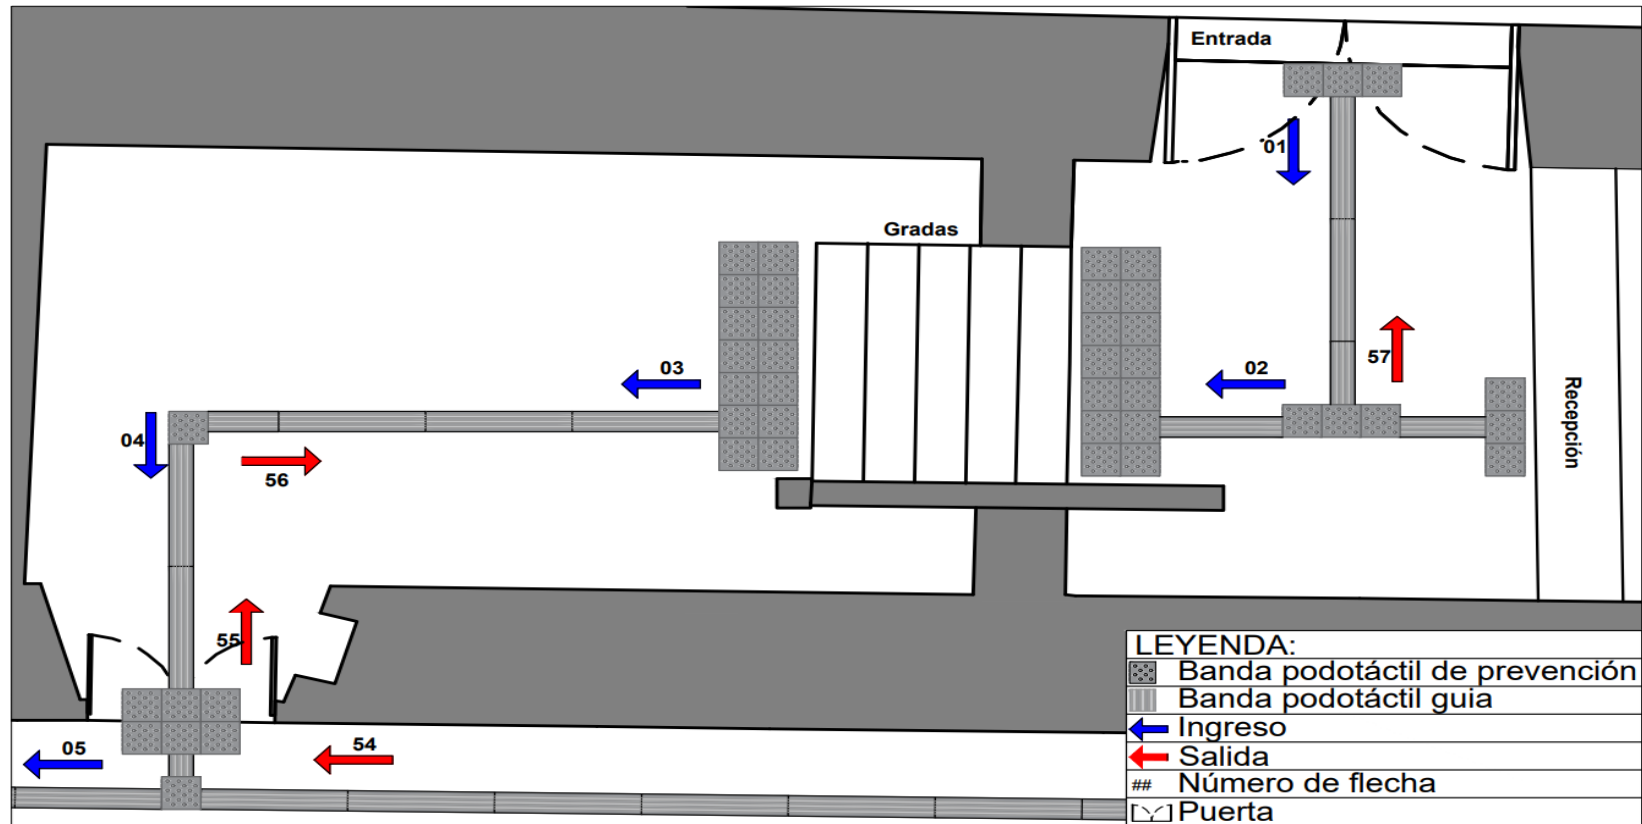 Entrada
01
Gradas
57
03
02
Recepción
04
56
55
05
54
LEYENDA:
Banda podotáctil de prevención
Banda podotáctil guia
Ingreso
Salida
## Número de flecha
Puerta